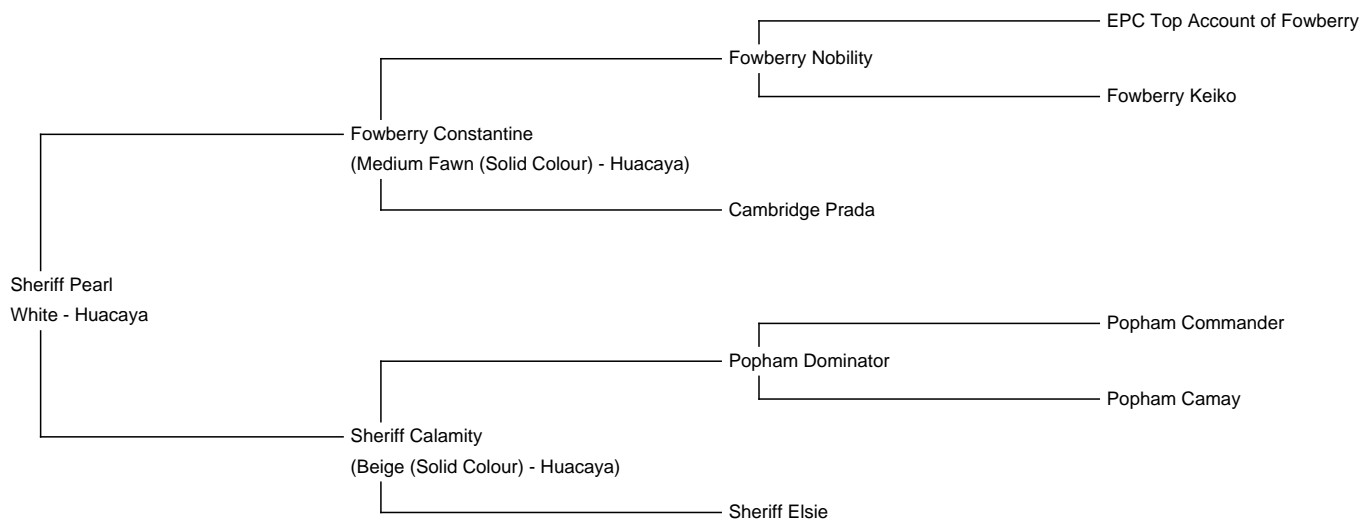 EPC Top Account of Fowberry
Fowberry Nobility
Fowberry Keiko
Fowberry Constantine
(Medium Fawn (Solid Colour) - Huacaya)
Cambridge Prada
Sheriff Pearl
White - Huacaya
Popham Commander
Popham Dominator
Popham Camay
Sheriff Calamity
(Beige (Solid Colour) - Huacaya)
Sheriff Elsie